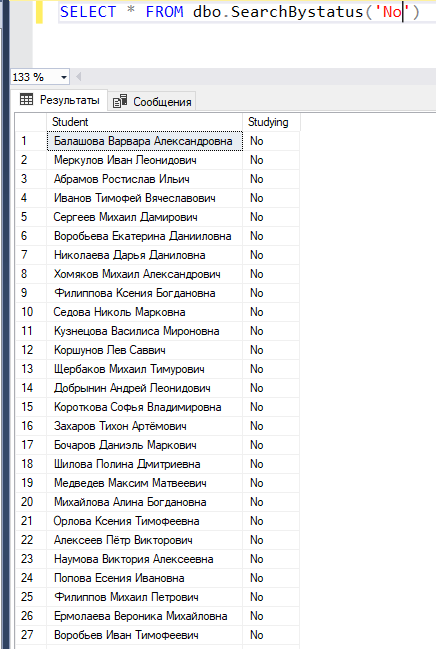 SELECT * FROM dbo.SearchBystatus('No')
133 %
Результаты Сообщения
Student Studying
1 Балашова Варвара Александровна No
2 Меркулов Иван Леонидович No
3 Абрамов Ростислав Ильич No
4 Иванов Тимофей Вячеславович No
5 Сергеев Михаил Дамирович No
6 Воробьева Екатерина Данииловна No
7 Николаева Дарья Даниловна No
8 Хомяков Михаил Александрович No
9 Филиппова Ксения Богдановна No
10 Седова Николь Марковна No
11 Кузнецова Василиса Мироновна No
12 Коршунов Лев Саввич No
13 Щербаков Михаил Тимурович No
14 Добрынин Андрей Леонидович No
15 Короткова Софья Владимировна No
16 Захаров Тихон Артёмович No
17 Бочаров Даниэль Маркович No
18 Шилова Полина Дмитриевна No
19 Медведев Максим Матвеевич No
20 Михайлова Алина Богдановна No
21 Орлова Ксения Тимофеевна No
22 Алексеев Пётр Викторович No
23 Наумова Виктория Алексеевна No
24 Попова Есения Ивановна No
25 Филиппов Михаил Петрович No
26 Ермолаева Вероника Михайловна No
27 Воробьев Иван Тимофеевич No